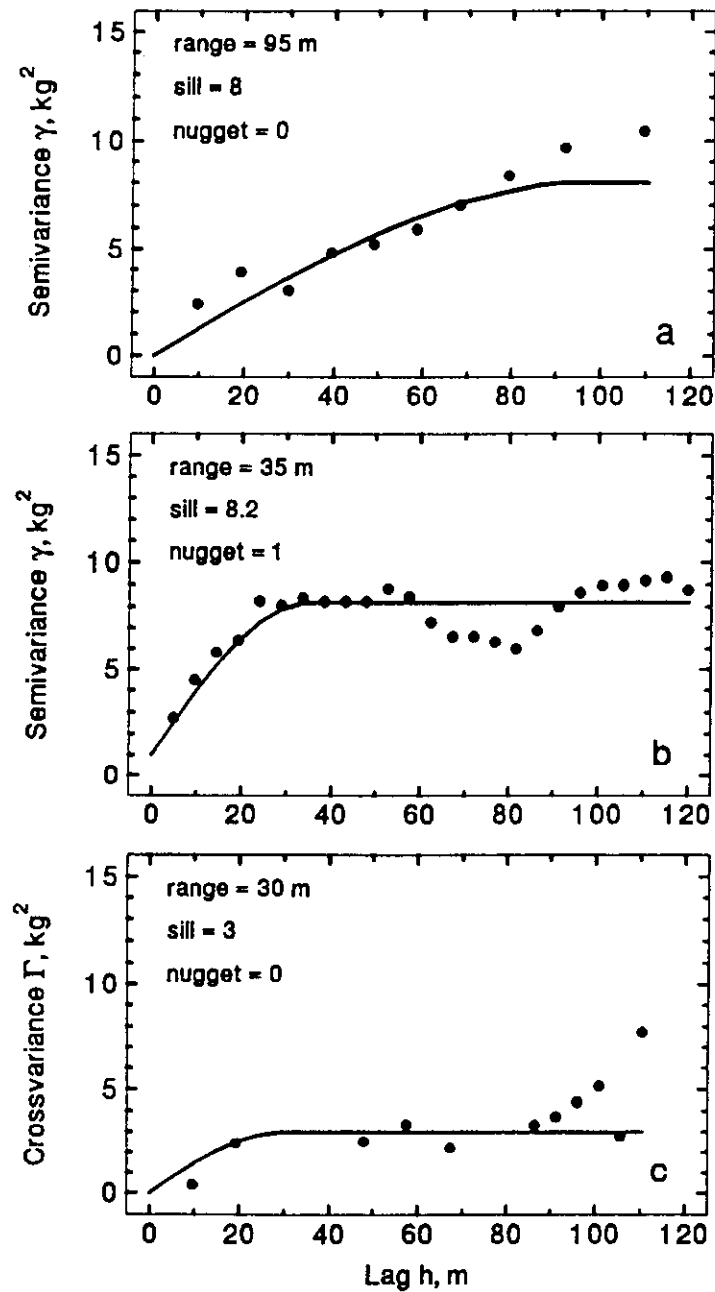 15
10
5
0
Semivariance γ, kg²
range = 95 m
sill = 8
nugget = 0
a
0 20 40 60 80 100 120
15
10
5
0
Semivariance γ, kg²
range = 35 m
sill = 8.2
nugget = 1
b
0 20 40 60 80 100 120
15
10
5
0
Crossvariance Γ, kg²
range = 30 m
sill = 3
nugget = 0
c
0 20 40 60 80 100 120
Lag h, m